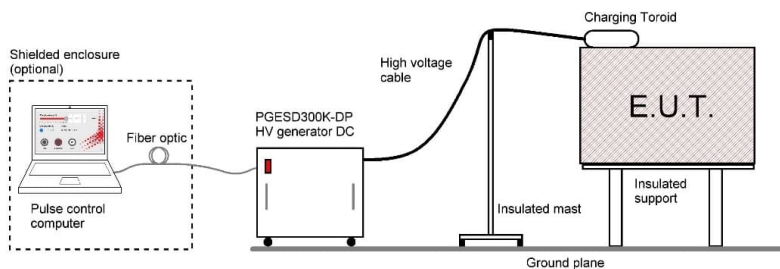 Charging Toroid
Shielded enclosure
(optional)
High voltage
cable
E.U.T.
PGESD300K-DP
HV generator DC
Fiber optic
Pulse control
computer
Insulated mast
Insulated
support
Ground plane